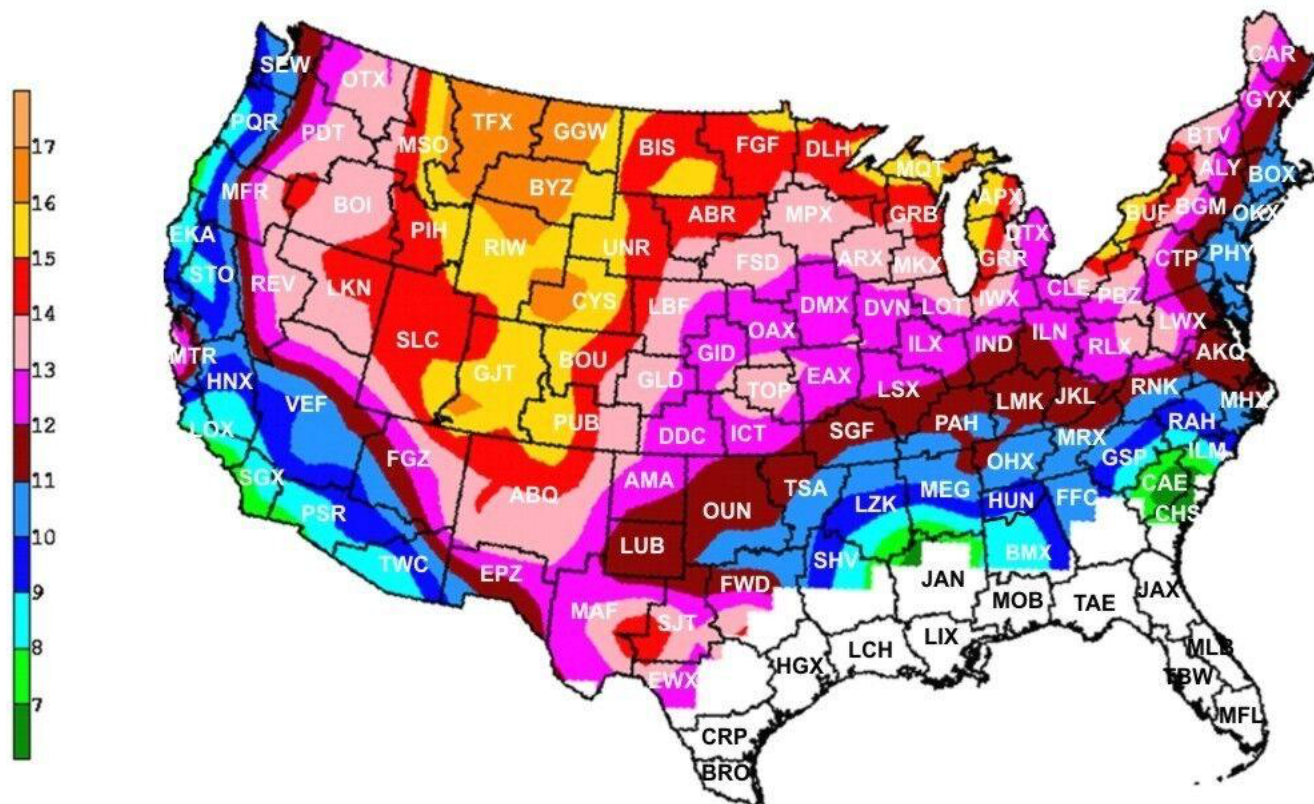 CAR
SEW
OTX
GYX
TFX
GGW
PQR
PDT
BTV
MSO
BIS
FGF
DLH
MQT
ALY
BOX
BYZ
MFR
BOI
APX
BUF
BGM
OKX
ABR
MPX
GRB
EKA
PIH
RIW
UNR
DTX
PHY
STO
REV
LKN
FSD
ARX
MKX
GRR
CTP
CYS
LBF
DMX
DVN
LOT
IWX
CLE
PBZ
OAX
LWX
SLC
MTR
BOU
GID
ILX
IND
ILN
RLX
AKQ
HNX
GJT
GLD
TOP
EAX
LSX
LMK
JKL
RNK
VEF
MHX
LOX
PUB
DDC
ICT
SGF
PAH
MRX
RAH
FGZ
ILM
SGX
AMA
OHX
GSP
ABQ
TSA
MEG
HUN
FFC
CAE
PSR
OUN
LZK
CHS
LUB
TWC
SHV
BMX
EPZ
FWD
JAN
MAF
SJT
MOB
TAE
JAX
LIX
LCH
HGX
MLB
EWX
TBW
MFL
CRP
BRO
17
16
15
14
13
12
11
10
9
8
7